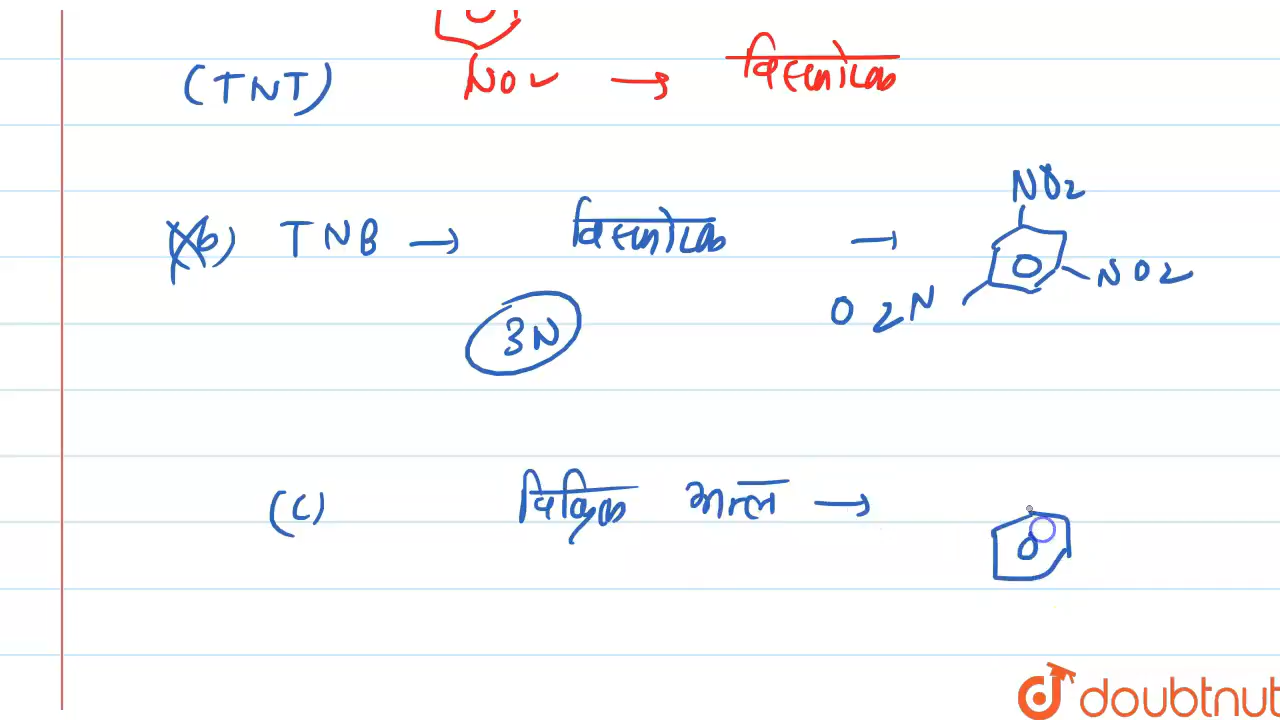 (TNT) NO2 → विस्फोटक
(b) TNB → विस्फोटक →
NO2
NO2
O2N
3N
(C) पिक्रिक अम्ल →
doubtnut